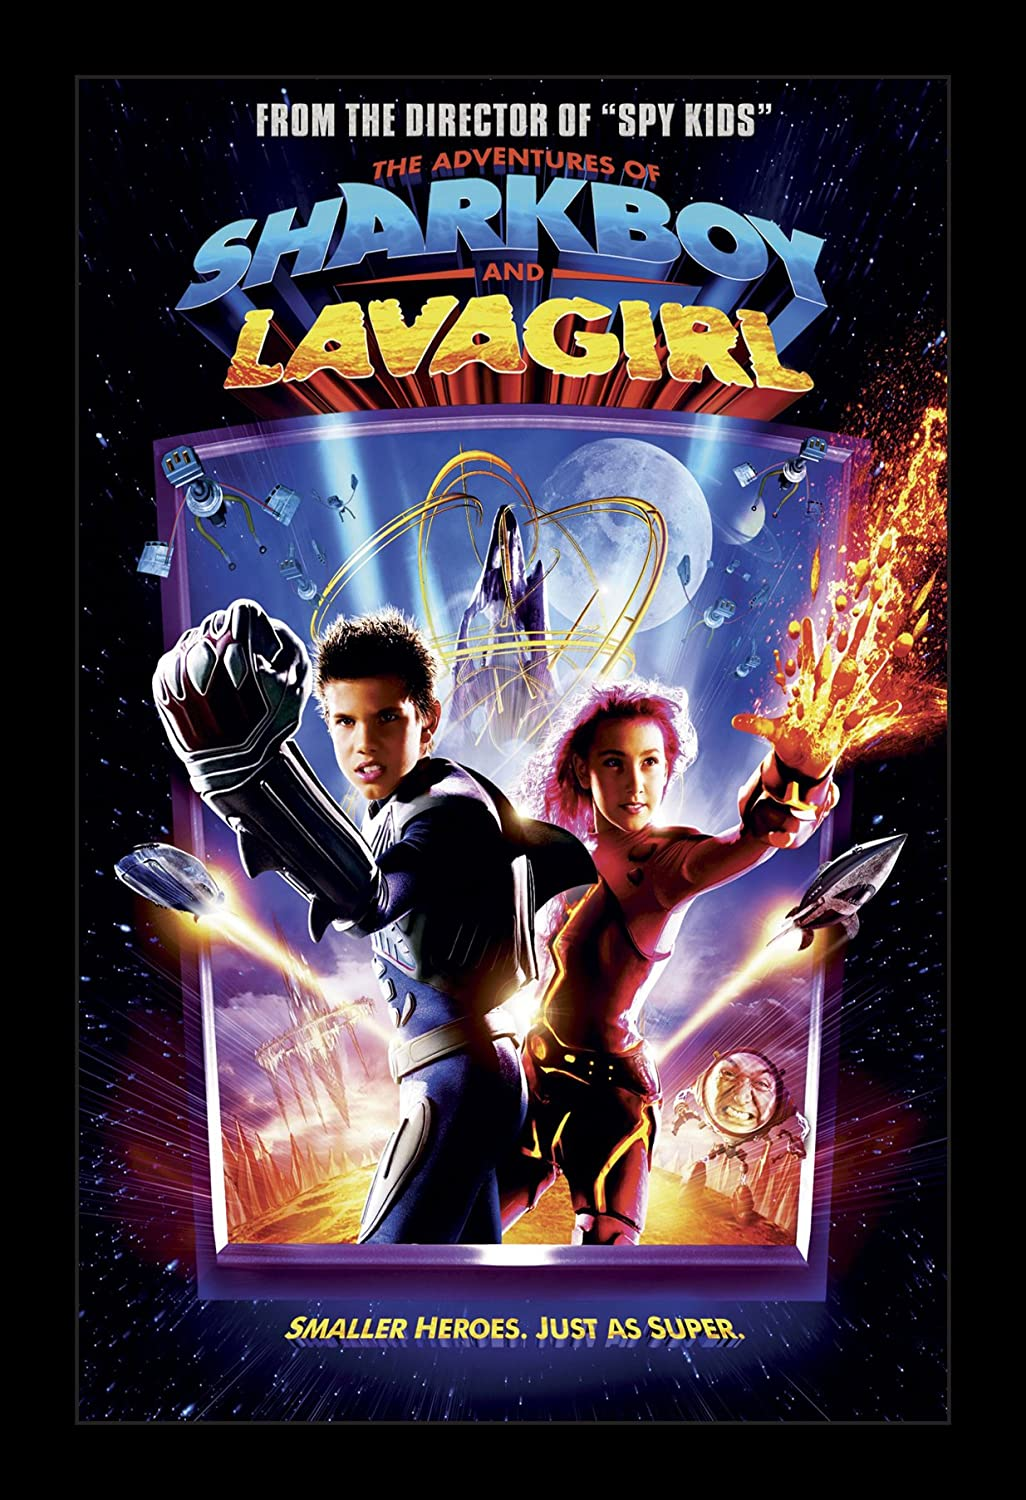 FROM THE DIRECTOR OF “SPY KIDS”
THE ADVENTURES OF
SHARKBOY
AND
LAVAGIRL
SMALLER HEROES. JUST AS SUPER.